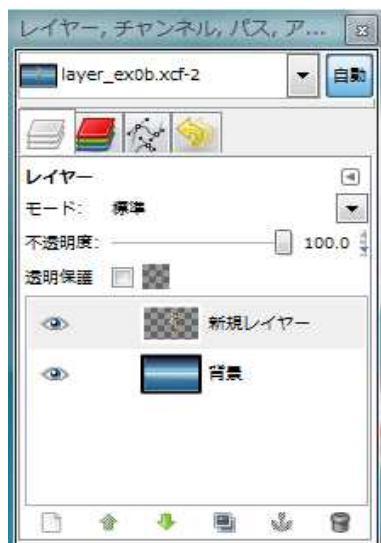 レイヤー, チャンネル, パス, ア...
layer_ex0b.xcf-2
自動
レイヤー
モード: 標準
不透明度: 100.0
透明保護
新規レイヤー
背景